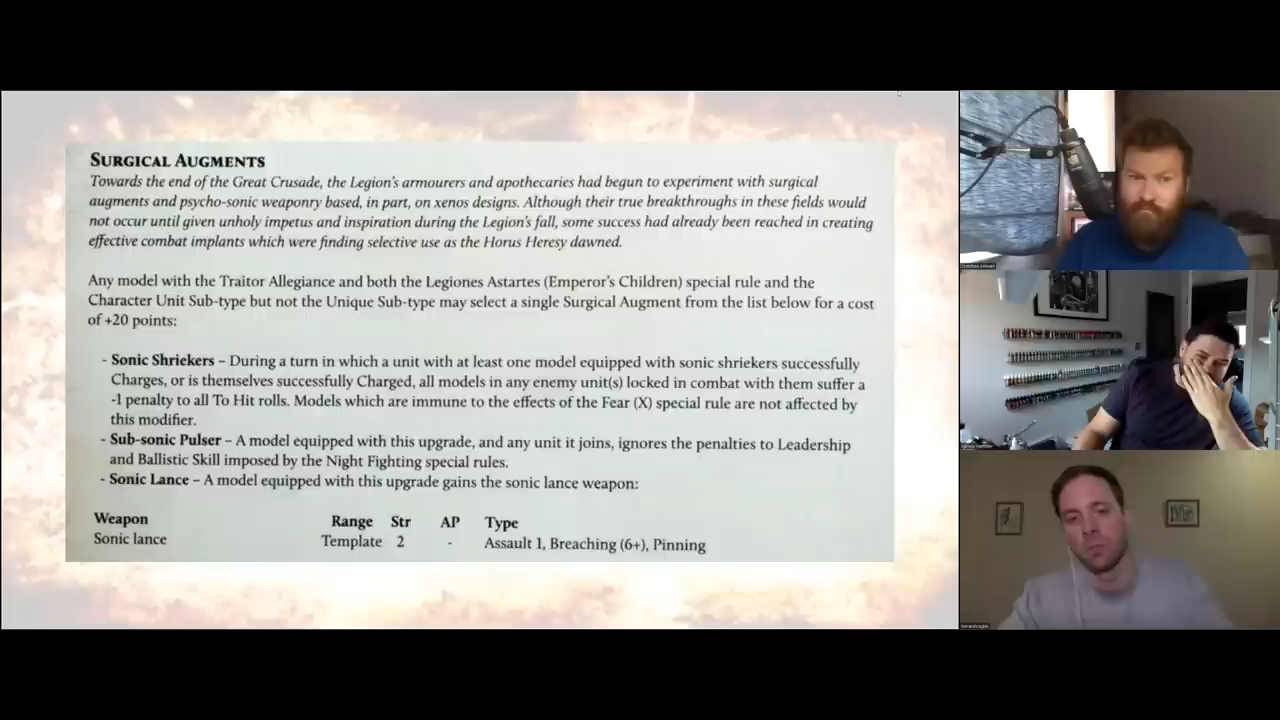 SURGICAL AUGMENTS
Towards the end of the Great Crusade, the Legion's armourers and apothecaries had begun to experiment with surgical
augments and psycho-sonic weaponry based, in part, on xenos designs. Although their true breakthroughs in these fields would
not occur until given unholy impetus and inspiration during the Legion's fall, some success had already been reached in creating
effective combat implants which were finding selective use as the Horus Heresy dawned.
Any model with the Traitor Allegiance and both the Legiones Astartes (Emperor's Children) special rule and the
Character Unit Sub-type but not the Unique Sub-type may select a single Surgical Augment from the list below for a cost
of +20 points:
- Sonic Shriekers – During a turn in which a unit with at least one model equipped with sonic shriekers successfully
Charges, or is themselves successfully Charged, all models in any enemy unit(s) locked in combat with them suffer a
-1 penalty to all To Hit rolls. Models which are immune to the effects of the Fear (X) special rule are not affected by
this modifier.
- Sub-sonic Pulser – A model equipped with this upgrade, and any unit it joins, ignores the penalties to Leadership
and Ballistic Skill imposed by the Night Fighting special rules.
- Sonic Lance – A model equipped with this upgrade gains the sonic lance weapon:
Weapon Range Str AP Type
Sonic lance Template 2 - Assault 1, Breaching (6+), Pinning